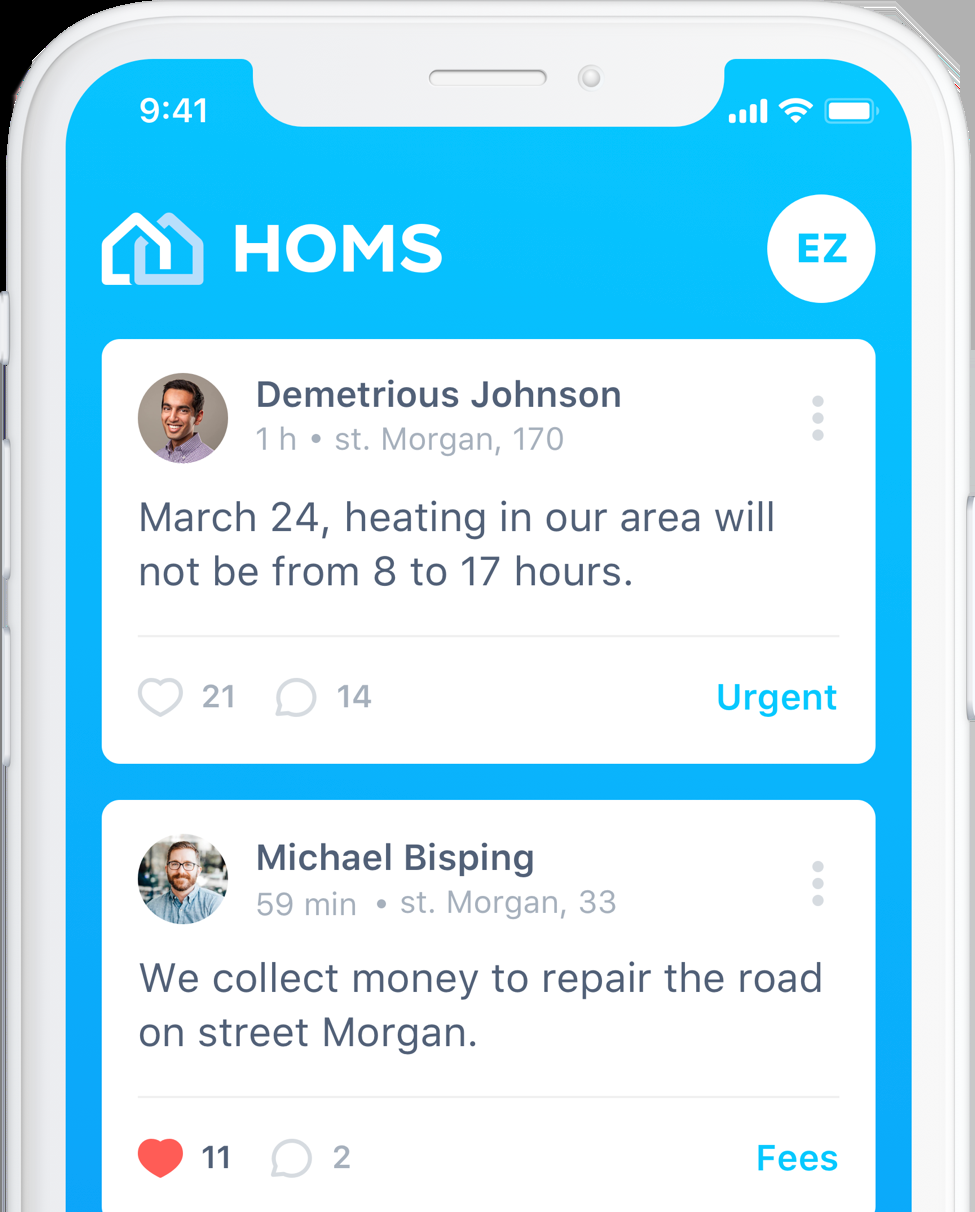 9:41
HOMS
EZ
Demetrious Johnson
1 h • st. Morgan, 170
March 24, heating in our area will
not be from 8 to 17 hours.
21 14 Urgent
Michael Bisping
59 min • st. Morgan, 33
We collect money to repair the road
on street Morgan.
11 2 Fees